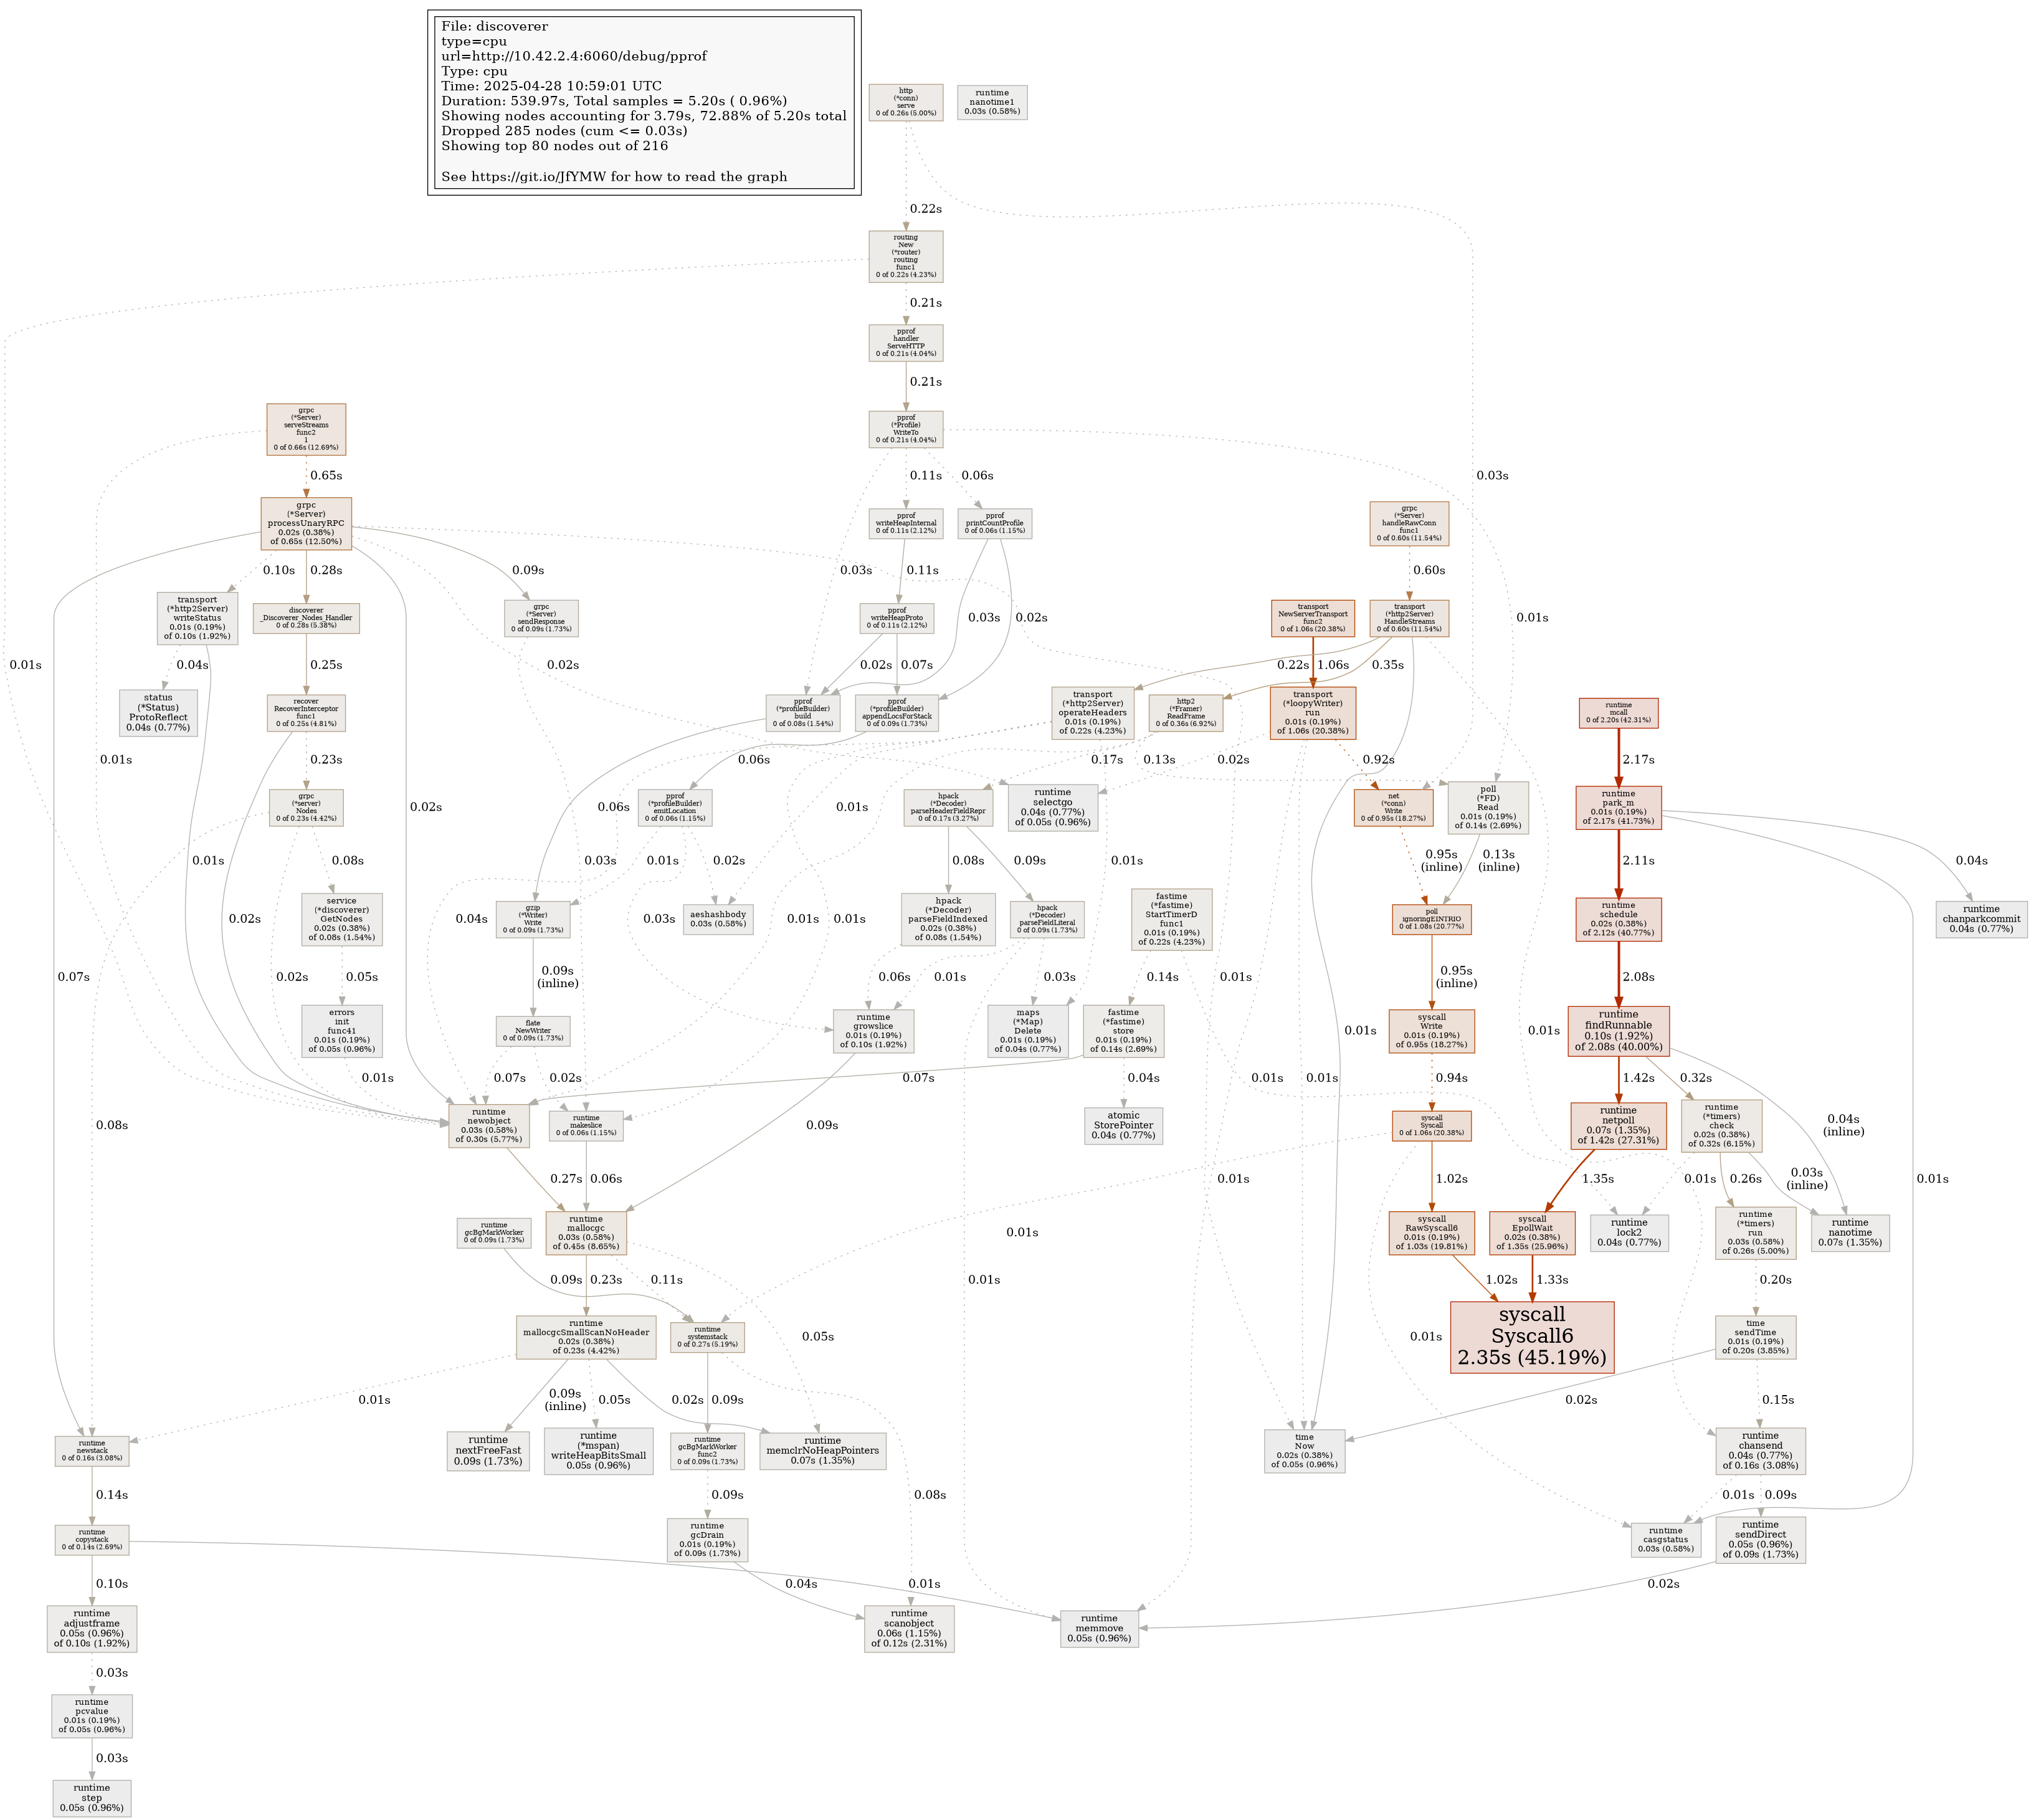 File: discoverer
type=cpu
url=http://10.42.2.4:6060/debug/pprof
Type: cpu
Time: 2025-04-28 10:59:01 UTC
Duration: 539.97s, Total samples = 5.20s ( 0.96%)
Showing nodes accounting for 3.79s, 72.88% of 5.20s total
Dropped 285 nodes (cum <= 0.03s)
Showing top 80 nodes out of 216
See https://git.io/JfYMW for how to read the graph
http
(*conn)
serve
0 of 0.26s (5.00%)
runtime
nanotime1
0.03s (0.58%)
0.22s
routing
New
(*router)
routing
func1
0 of 0.22s (4.23%)
0.21s
pprof
handler
ServeHTTP
0 of 0.21s (4.04%)
0.21s
grpc
(*Server)
serveStreams
func2
1
0 of 0.66s (12.69%)
pprof
(*Profile)
WriteTo
0 of 0.21s (4.04%)
0.65s
0.11s
0.06s
0.03s
grpc
(*Server)
processUnaryRPC
0.02s (0.38%)
of 0.65s (12.50%)
pprof
writeHeapInternal
0 of 0.11s (2.12%)
pprof
printCountProfile
0 of 0.06s (1.15%)
grpc
(*Server)
handleRawConn
func1
0 of 0.60s (11.54%)
0.10s
0.28s
0.09s
0.03s
0.11s
0.60s
transport
(*http2Server)
writeStatus
0.01s (0.19%)
of 0.10s (1.92%)
discoverer
_Discoverer_Nodes_Handler
0 of 0.28s (5.38%)
grpc
(*Server)
sendResponse
0 of 0.09s (1.73%)
pprof
writeHeapProto
0 of 0.11s (2.12%)
0.03s
0.02s
transport
NewServerTransport
func2
0 of 1.06s (20.38%)
transport
(*http2Server)
HandleStreams
0 of 0.60s (11.54%)
0.01s
0.01s
0.04s
0.25s
0.02s
0.02s
0.07s
0.22s
1.06s
0.35s
status
(*Status)
ProtoReflect
0.04s (0.77%)
recover
RecoverInterceptor
func1
0 of 0.25s (4.81%)
pprof
(*profileBuilder)
build
0 of 0.08s (1.54%)
pprof
(*profileBuilder)
appendLocsForStack
0 of 0.09s (1.73%)
transport
(*http2Server)
operateHeaders
0.01s (0.19%)
of 0.22s (4.23%)
http2
(*Framer)
ReadFrame
0 of 0.36s (6.92%)
transport
(*loopyWriter)
run
0.01s (0.19%)
of 1.06s (20.38%)
runtime
mcall
0 of 2.20s (42.31%)
0.01s
0.23s
0.06s
0.17s
0.13s
0.02s
0.92s
2.17s
grpc
(*server)
Nodes
0 of 0.23s (4.42%)
pprof
(*profileBuilder)
emitLocation
0 of 0.06s (1.15%)
hpack
(*Decoder)
parseHeaderFieldRepr
0 of 0.17s (3.27%)
runtime
selectgo
0.04s (0.77%)
of 0.05s (0.96%)
net
(*conn)
Write
0 of 0.95s (18.27%)
poll
(*FD)
Read
0.01s (0.19%)
of 0.14s (2.69%)
runtime
park_m
0.01s (0.19%)
of 2.17s (41.73%)
0.02s
0.06s
0.01s
0.01s
0.08s
0.03s
0.01s
0.02s
0.08s
0.09s
0.01s
0.95s
(inline)
0.13s
(inline)
2.11s
0.04s
service
(*discoverer)
GetNodes
0.02s (0.38%)
of 0.08s (1.54%)
gzip
(*Writer)
Write
0 of 0.09s (1.73%)
aeshashbody
0.03s (0.58%)
hpack
(*Decoder)
parseFieldIndexed
0.02s (0.38%)
of 0.08s (1.54%)
hpack
(*Decoder)
parseFieldLiteral
0 of 0.09s (1.73%)
fastime
(*fastime)
StartTimerD
func1
0.01s (0.19%)
of 0.22s (4.23%)
poll
ignoringEINTRIO
0 of 1.08s (20.77%)
runtime
schedule
0.02s (0.38%)
of 2.12s (40.77%)
runtime
chanparkcommit
0.04s (0.77%)
0.07s
0.02s
0.05s
0.04s
0.09s
(inline)
0.03s
0.01s
0.01s
0.06s
0.03s
0.01s
0.14s
0.01s
0.95s
(inline)
2.08s
errors
init
func41
0.01s (0.19%)
of 0.05s (0.96%)
flate
NewWriter
0 of 0.09s (1.73%)
runtime
growslice
0.01s (0.19%)
of 0.10s (1.92%)
maps
(*Map)
Delete
0.01s (0.19%)
of 0.04s (0.77%)
fastime
(*fastime)
store
0.01s (0.19%)
of 0.14s (2.69%)
0.01s
syscall
Write
0.01s (0.19%)
of 0.95s (18.27%)
0.01s
runtime
findRunnable
0.10s (1.92%)
of 2.08s (40.00%)
0.01s
0.07s
0.02s
0.07s
0.04s
0.01s
0.01s
0.94s
1.42s
0.32s
0.08s
runtime
newobject
0.03s (0.58%)
of 0.30s (5.77%)
runtime
makeslice
0 of 0.06s (1.15%)
0.09s
atomic
StorePointer
0.04s (0.77%)
syscall
Syscall
0 of 1.06s (20.38%)
runtime
netpoll
0.07s (1.35%)
of 1.42s (27.31%)
runtime
(*timers)
check
0.02s (0.38%)
of 0.32s (6.15%)
0.04s
(inline)
0.27s
0.06s
0.01s
1.02s
1.35s
0.01s
0.26s
0.03s
(inline)
0.01s
runtime
gcBgMarkWorker
0 of 0.09s (1.73%)
runtime
mallocgc
0.03s (0.58%)
of 0.45s (8.65%)
0.01s
syscall
RawSyscall6
0.01s (0.19%)
of 1.03s (19.81%)
syscall
EpollWait
0.02s (0.38%)
of 1.35s (25.96%)
runtime
lock2
0.04s (0.77%)
runtime
(*timers)
run
0.03s (0.58%)
of 0.26s (5.00%)
runtime
nanotime
0.07s (1.35%)
0.09s
0.23s
0.11s
0.01s
1.02s
1.33s
0.20s
runtime
mallocgcSmallScanNoHeader
0.02s (0.38%)
of 0.23s (4.42%)
runtime
systemstack
0 of 0.27s (5.19%)
0.05s
0.01s
syscall
Syscall6
2.35s (45.19%)
time
sendTime
0.01s (0.19%)
of 0.20s (3.85%)
0.01s
0.09s
(inline)
0.05s
0.02s
0.09s
0.02s
0.15s
runtime
newstack
0 of 0.16s (3.08%)
runtime
nextFreeFast
0.09s (1.73%)
runtime
(*mspan)
writeHeapBitsSmall
0.05s (0.96%)
runtime
gcBgMarkWorker
func2
0 of 0.09s (1.73%)
runtime
memclrNoHeapPointers
0.07s (1.35%)
time
Now
0.02s (0.38%)
of 0.05s (0.96%)
runtime
chansend
0.04s (0.77%)
of 0.16s (3.08%)
0.14s
0.09s
0.08s
0.01s
0.09s
runtime
copystack
0 of 0.14s (2.69%)
runtime
gcDrain
0.01s (0.19%)
of 0.09s (1.73%)
runtime
casgstatus
0.03s (0.58%)
runtime
sendDirect
0.05s (0.96%)
of 0.09s (1.73%)
0.10s
0.04s
0.01s
0.02s
runtime
adjustframe
0.05s (0.96%)
of 0.10s (1.92%)
runtime
scanobject
0.06s (1.15%)
of 0.12s (2.31%)
runtime
memmove
0.05s (0.96%)
0.03s
runtime
pcvalue
0.01s (0.19%)
of 0.05s (0.96%)
0.03s
runtime
step
0.05s (0.96%)